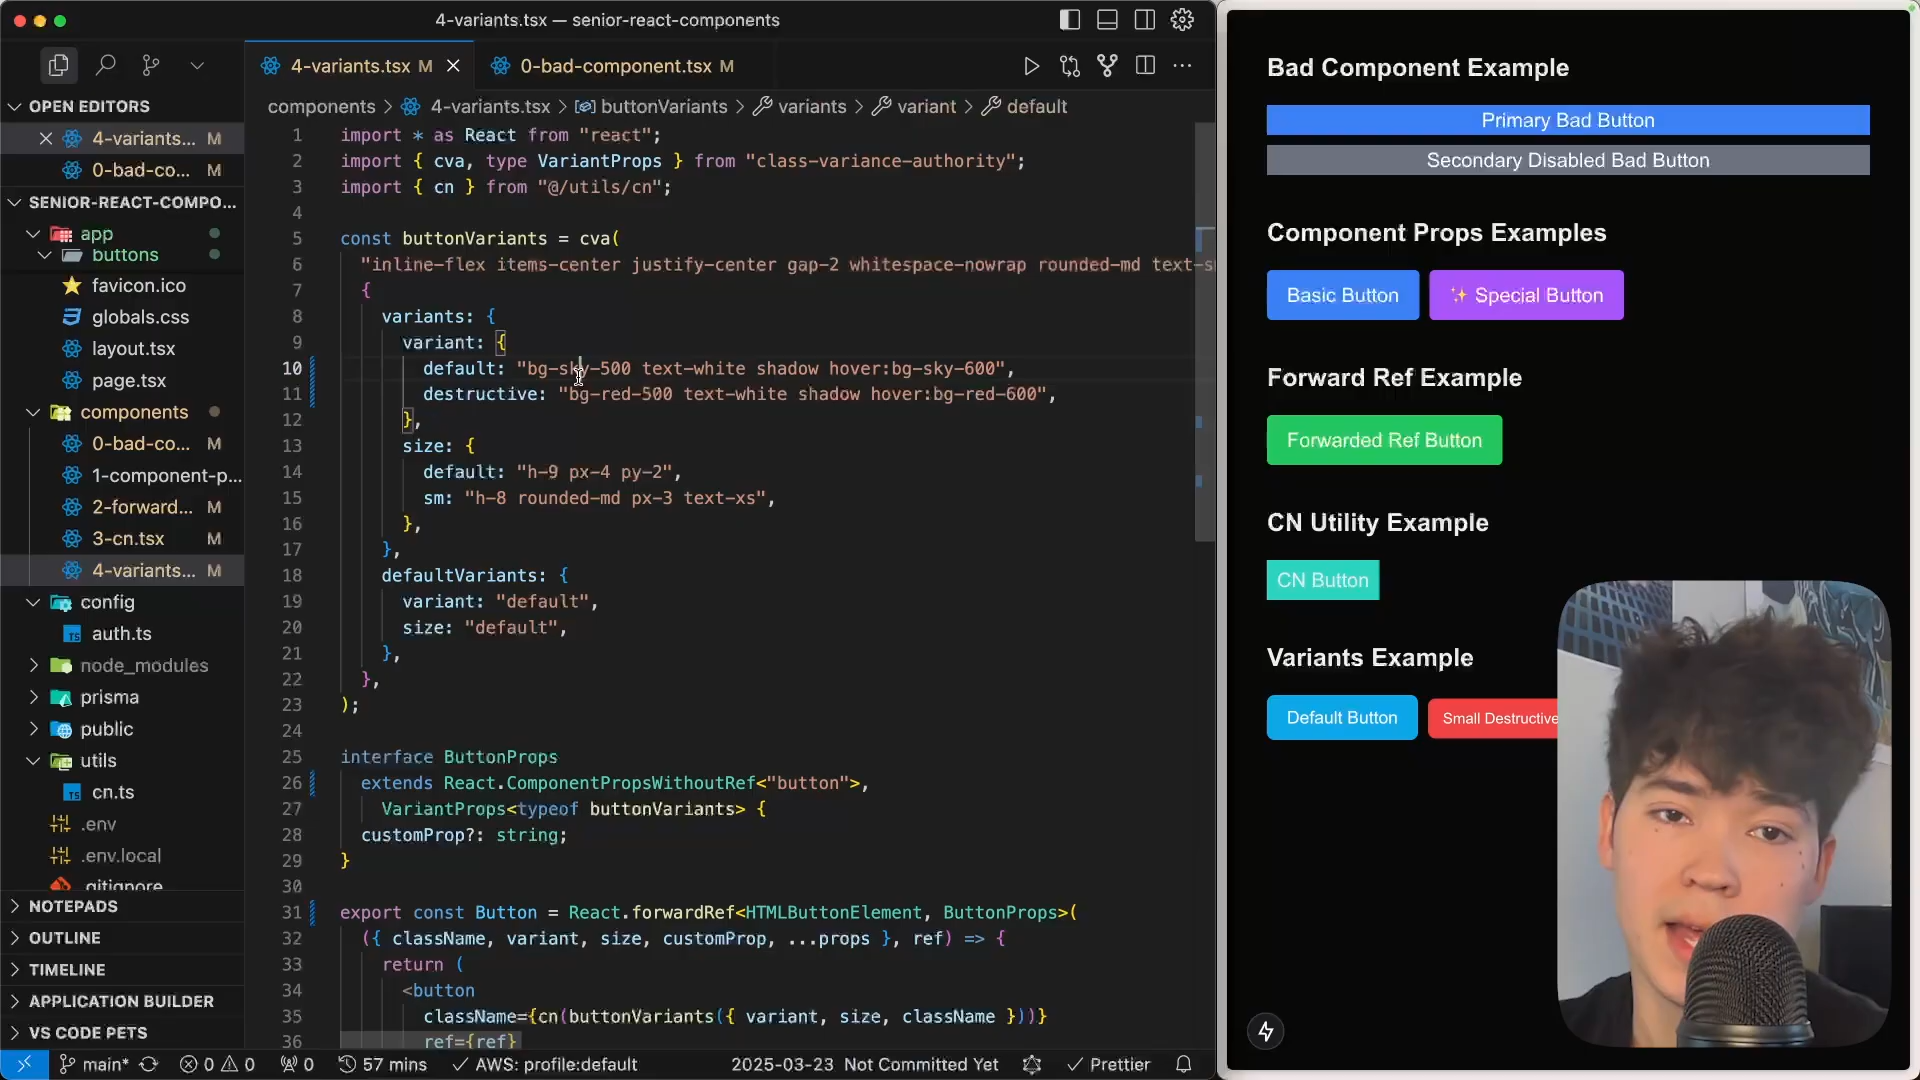 4-variants.tsx — senior-react-components
4-variants.tsx M
0-bad-component.tsx M
OPEN EDITORS
4-variants... M
0-bad-co... M
SENIOR-REACT-COMPO...
app
buttons
favicon.ico
globals.css
layout.tsx
page.tsx
components
0-bad-co... M
1-component-p...
2-forward... M
3-cn.tsx M
4-variants... M
config
auth.ts
node_modules
prisma
public
utils
cn.ts
.env
.env.local
.gitignore
NOTEPADS
OUTLINE
TIMELINE
APPLICATION BUILDER
VS CODE PETS
components > 4-variants.tsx > buttonVariants > variants > variant > default
1 import * as React from "react";
2 import { cva, type VariantProps } from "class-variance-authority";
3 import { cn } from "@/utils/cn";
4
5 const buttonVariants = cva(
6 "inline-flex items-center justify-center gap-2 whitespace-nowrap rounded-md text-s
7 {
8 variants: {
9 variant: {
10 default: "bg-sky-500 text-white shadow hover:bg-sky-600",
11 destructive: "bg-red-500 text-white shadow hover:bg-red-600",
12 },
13 size: {
14 default: "h-9 px-4 py-2",
15 sm: "h-8 rounded-md px-3 text-xs",
16 },
17 },
18 defaultVariants: {
19 variant: "default",
20 size: "default",
21 },
22 },
23 );
24
25 interface ButtonProps
26 extends React.ComponentPropsWithoutRef<"button">,
27 VariantProps<typeof buttonVariants> {
28 customProp?: string;
29 }
30
31 export const Button = React.forwardRef<HTMLButtonElement, ButtonProps>(
32 ({ className, variant, size, customProp, ...props }, ref) => {
33 return (
34 <button
35 className={cn(buttonVariants({ variant, size, className }))}
36 ref={ref}
main* 0 0 0 57 mins AWS: profile:default 2025-03-23 Not Committed Yet Prettier
Bad Component Example
Primary Bad Button
Secondary Disabled Bad Button
Component Props Examples
Basic Button
✨ Special Button
Forward Ref Example
Forwarded Ref Button
CN Utility Example
CN Button
Variants Example
Default Button
Small Destructive